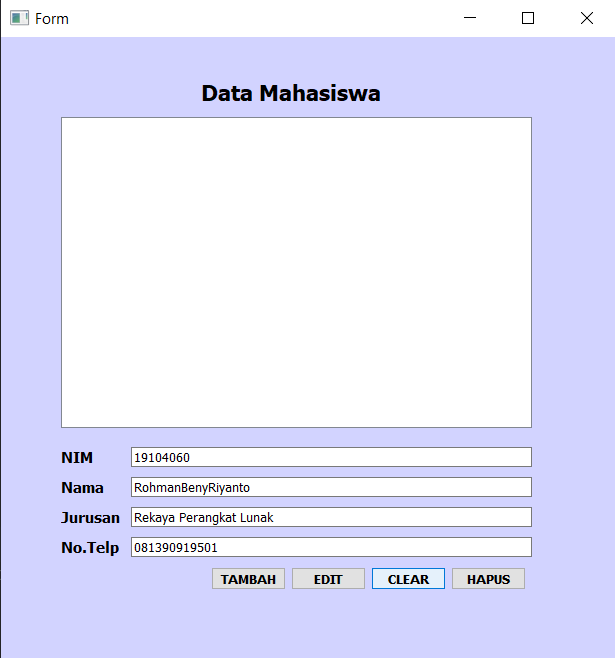 Form
Data Mahasiswa
NIM 19104060
Nama RohmanBenyRiyanto
Jurusan Rekaya Perangkat Lunak
No.Telp 081390919501
TAMBAH EDIT CLEAR HAPUS